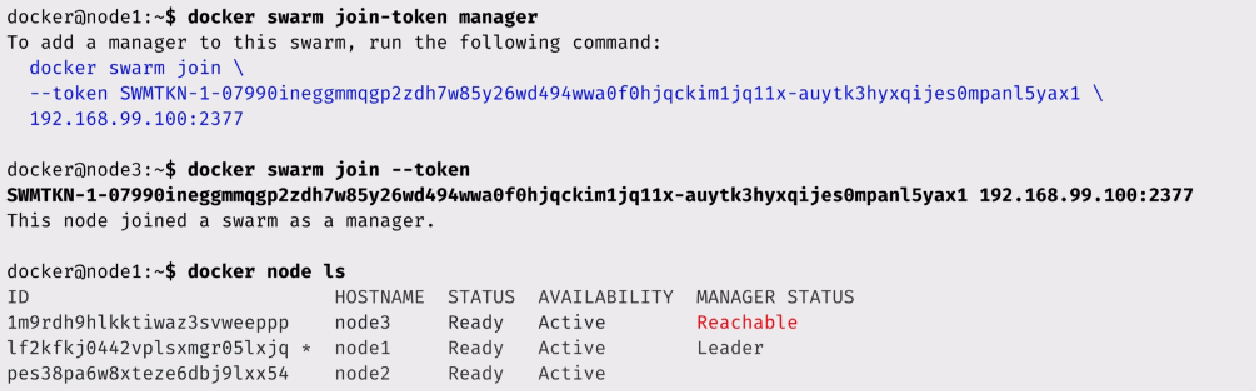 docker@node1:~$ docker swarm join-token manager
To add a manager to this swarm, run the following command:
docker swarm join \
--token SWMTKN-1-07990ineggmmqgp2zdh7w85y26wd494wwa0f0hjqckim1jq11x-auytk3hyxqijes0mpanl5yax1 \
192.168.99.100:2377
docker@node3:~$ docker swarm join --token
SWMTKN-1-07990ineggmmqgp2zdh7w85y26wd494wwa0f0hjqckim1jq11x-auytk3hyxqijes0mpanl5yax1 192.168.99.100:2377
This node joined a swarm as a manager.
docker@node1:~$ docker node ls
ID HOSTNAME STATUS AVAILABILITY MANAGER STATUS
1m9rdh9hlkktiwaz3svweeppp node3 Ready Active Reachable
lf2kfkj0442vplsxmgr05lxjq * node1 Ready Active Leader
pes38pa6w8xteze6dbj9lxx54 node2 Ready Active